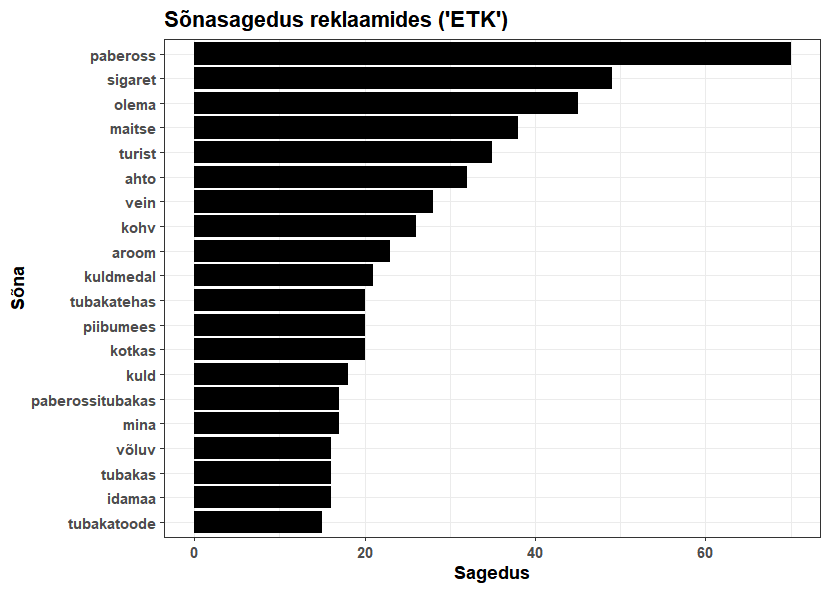 Sõnasagedus reklaamides ('ETK')
Sõna
pabeross
sigaret
olema
maitse
turist
ahto
vein
kohv
aroom
kuldmedal
tubakatehas
piibumees
kotkas
kuld
paberossitubakas
mina
võluv
tubakas
idamaa
tubakatoode
0 20 40 60
Sagedus